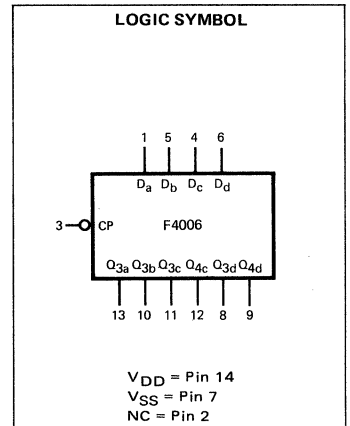 LOGIC SYMBOL
1 5 4 6
Da Db Dc Dd
3 CP F4006
Q3a Q3b Q3c Q4c Q3d Q4d
13 10 11 12 8 9
VDD = Pin 14
VSS = Pin 7
NC = Pin 2